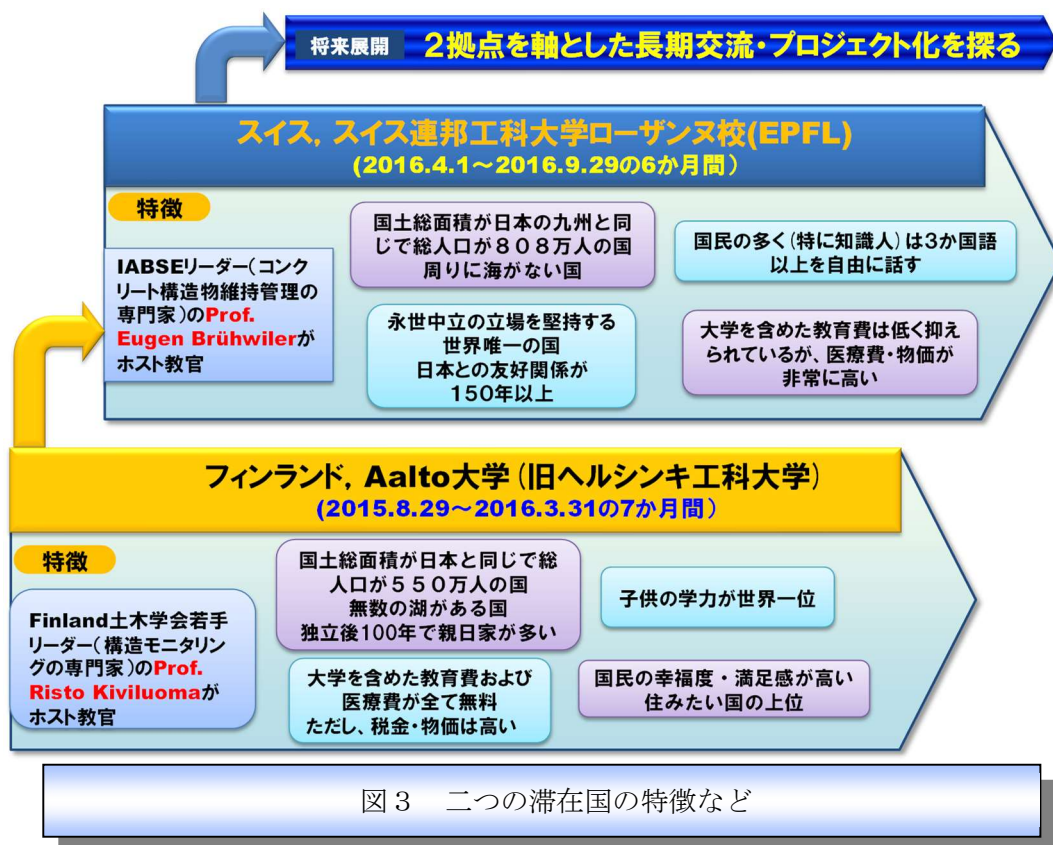 将来展開 2拠点を軸とした長期交流・プロジェクト化を探る
スイス, スイス連邦工科大学ローザンヌ校(EPFL)
(2016.4.1～2016.9.29の6か月間)
特徴
IABSEリーダー(コンク
リート構造物維持管理の
専門家)のProf.
Eugen Brühwilerが
ホスト教官
国土総面積が日本の九州と同
じで総人口が808万人の国
周りに海がない国
国民の多く(特に知識人)は3か国語
以上を自由に話す
永世中立の立場を堅持する
世界唯一の国
日本との友好関係が
150年以上
大学を含めた教育費は低く抑え
られているが、医療費・物価が
非常に高い
フィンランド, Aalto大学(旧ヘルシンキ工科大学)
(2015.8.29～2016.3.31の7か月間)
特徴
Finland土木学会若手
リーダー(構造モニタリン
グの専門家)のProf.
Risto Kiviluomaが
ホスト教官
国土総面積が日本と同じで総
人口が550万人の国
無数の湖がある国
独立後100年で親日家が多い
子供の学力が世界一位
大学を含めた教育費および
医療費が全て無料
ただし、税金・物価は高い
国民の幸福度・満足感が高い
住みたい国の上位
図3 二つの滞在国の特徴など